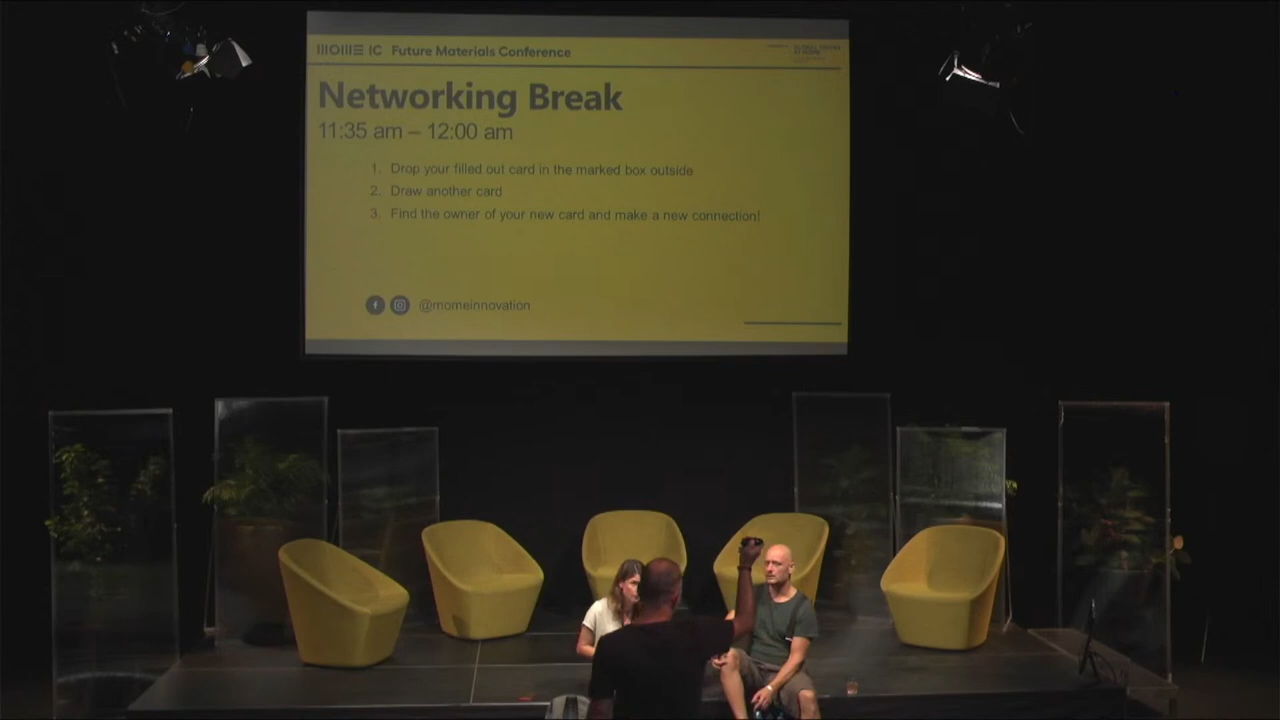 MOME IC Future Materials Conference
Networking Break
11:35 am – 12:00 am
1. Drop your filled out card in the marked box outside
2. Draw another card
3. Find the owner of your new card and make a new connection!
@momeinnovation